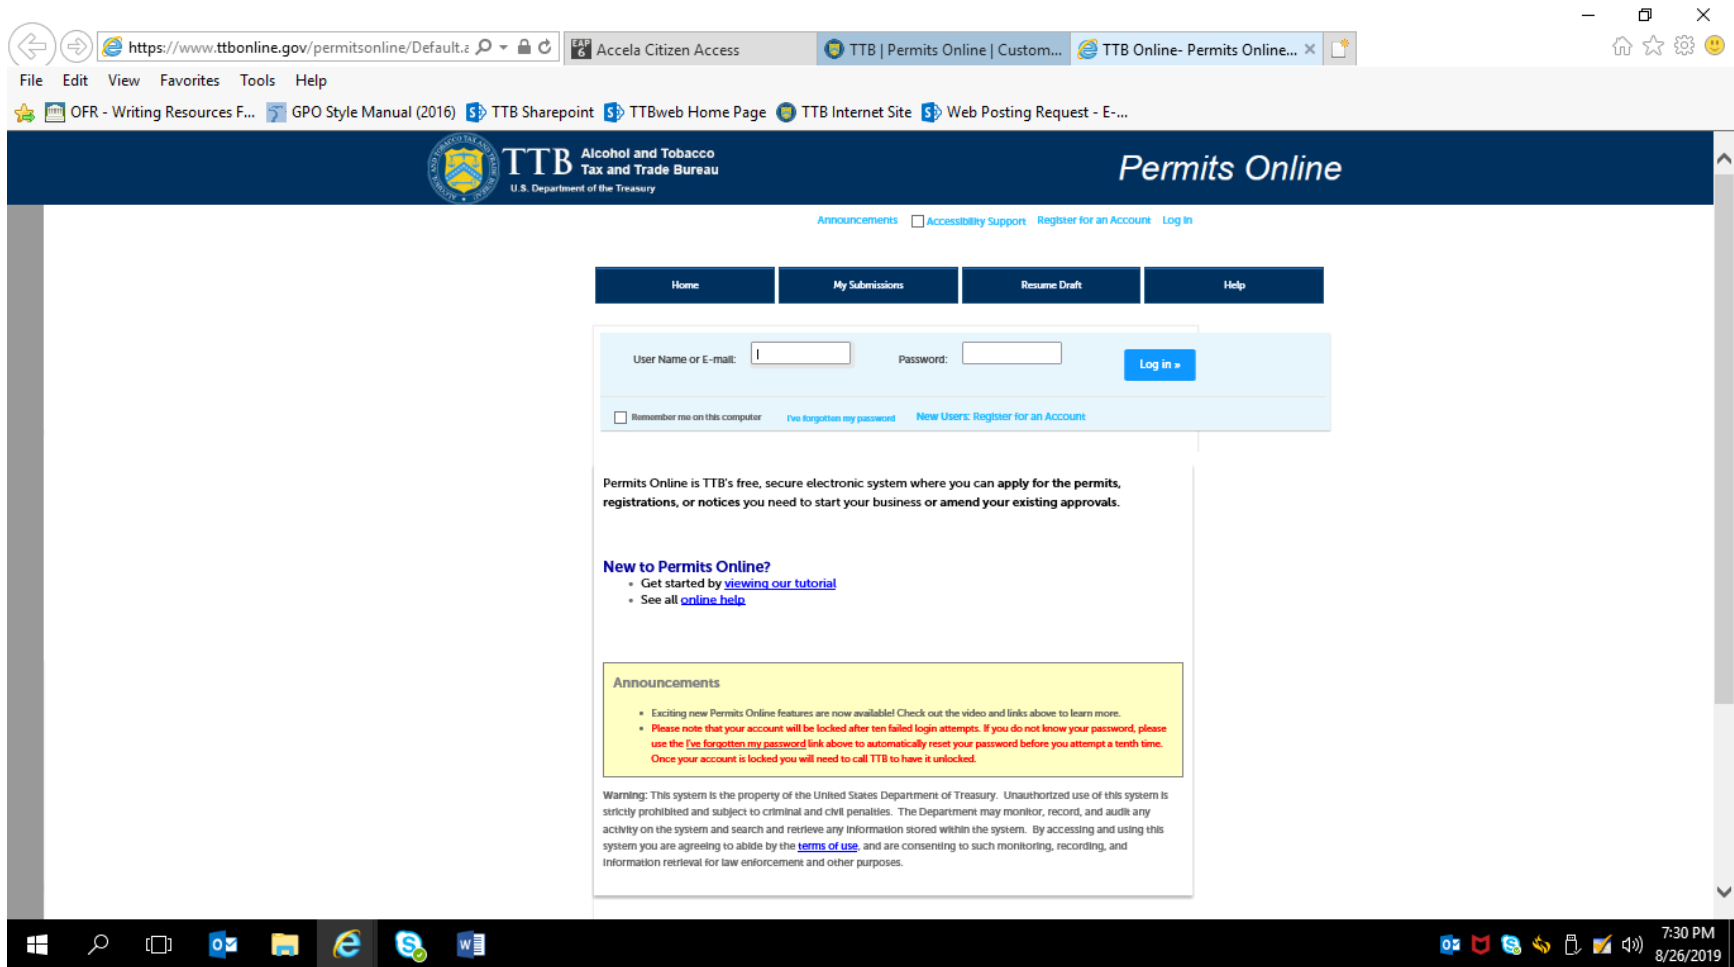 https://www.ttbonline.gov/permitsonline/Default.a
Accela Citizen Access
TTB | Permits Online | Custom...
TTB Online- Permits Online...
File Edit View Favorites Tools Help
OFR - Writing Resources F... GPO Style Manual (2016) TTB Sharepoint TTBweb Home Page TTB Internet Site Web Posting Request - E-...
TTB Alcohol and Tobacco
Tax and Trade Bureau
U.S. Department of the Treasury
Permits Online
Announcements Accessibility Support Register for an Account Log In
Home My Submissions Resume Draft Help
User Name or E-mail: Password: Log in »
Remember me on this computer I've forgotten my password New Users: Register for an Account
Permits Online is TTB's free, secure electronic system where you can apply for the permits,
registrations, or notices you need to start your business or amend your existing approvals.
New to Permits Online?
Get started by viewing our tutorial
See all online help
Announcements
Exciting new Permits Online features are now available! Check out the video and links above to learn more.
Please note that your account will be locked after ten failed login attempts. If you do not know your password, please
use the I've forgotten my password link above to automatically reset your password before you attempt a tenth time.
Once your account is locked you will need to call TTB to have it unlocked.
Warning: This system is the property of the United States Department of Treasury. Unauthorized use of this system is
strictly prohibited and subject to criminal and civil penalties. The Department may monitor, record, and audit any
activity on the system and search and retrieve any information stored within the system. By accessing and using this
system you are agreeing to abide by the terms of use, and are consenting to such monitoring, recording, and
information retrieval for law enforcement and other purposes.
7:30 PM
8/26/2019